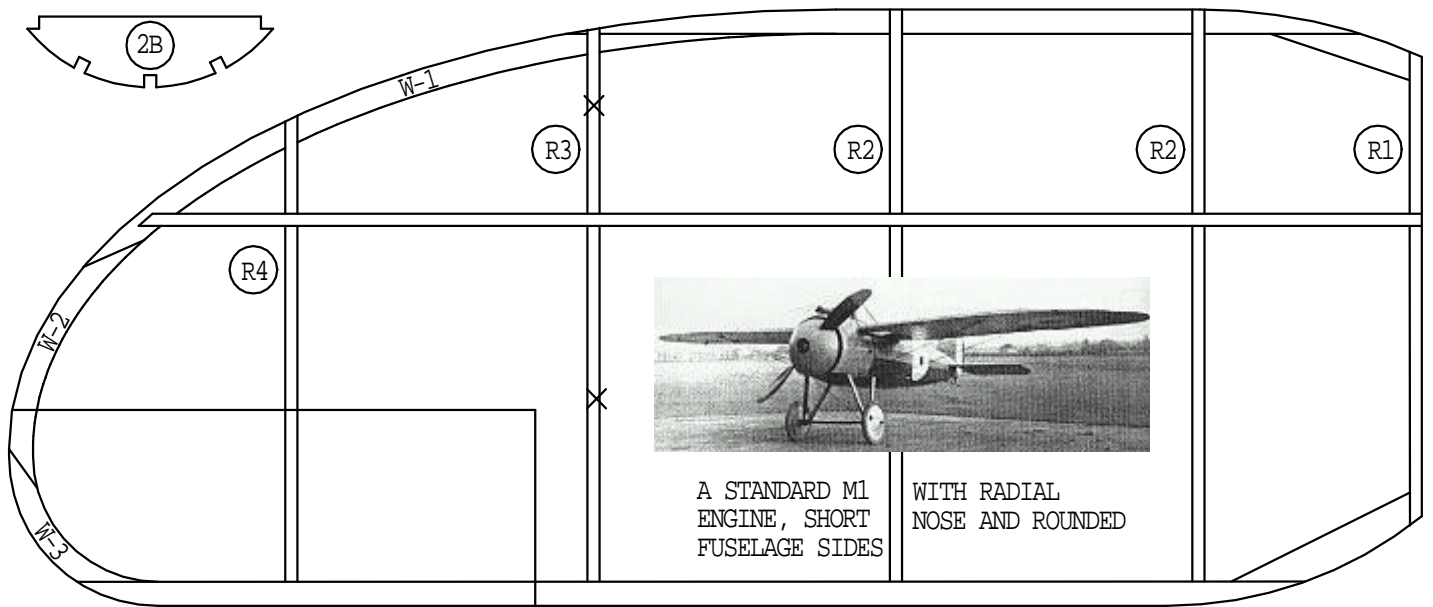 2B
W-1
R3
R2
R2
R1
R4
W-2
W-3
A STANDARD M1 WITH RADIAL
ENGINE, SHORT NOSE AND ROUNDED
FUSELAGE SIDES